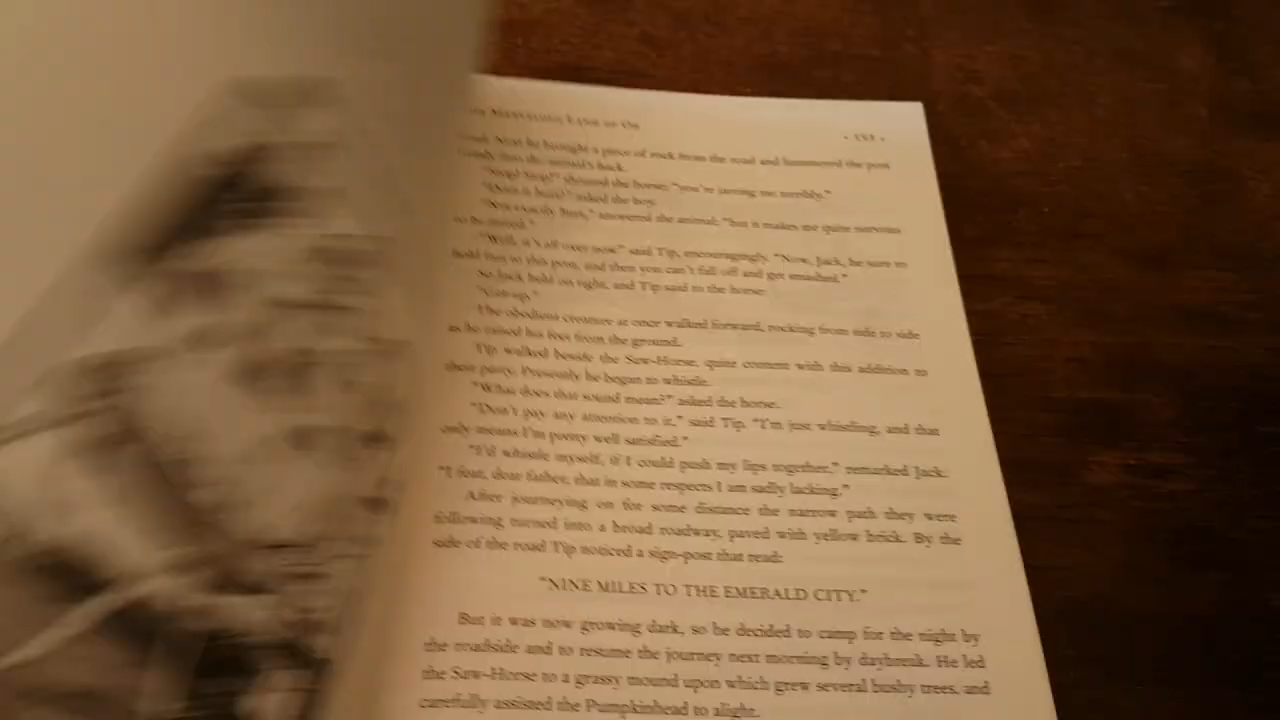 Marvelous Land of Oz
· 153 ·
Next he brought a piece of rock from the road and hammered the post
into the animal's back.
"Stop! Stop!" shouted the horse; "you're jarring me terribly."
"Does it hurt?" asked the boy.
"Not exactly hurt," answered the animal; "but it makes me quite nervous
to be jarred."
"Well, it's all over now," said Tip, encouragingly. "Now, Jack, be sure to
hold fast to this post, and then you can't fall off and get smashed."
So Jack held on tight, and Tip said to the horse:
"Get-up."
The obedient creature at once walked forward, rocking from side to side
as he raised his feet from the ground.
Tip walked beside the Saw-Horse, quite content with this addition to
their party. Presently he began to whistle.
"What does that sound mean?" asked the horse.
"Don't pay any attention to it," said Tip. "I'm just whistling, and that
only means I'm pretty well satisfied."
"I'd whistle myself, if I could push my lips together," remarked Jack.
"I fear, dear father, that in some respects I am sadly lacking."
After journeying on for some distance the narrow path they were
following turned into a broad roadway, paved with yellow brick. By the
side of the road Tip noticed a sign-post that read:
"NINE MILES TO THE EMERALD CITY."
But it was now growing dark, so he decided to camp for the night by
the roadside and to resume the journey next morning by daybreak. He led
the Saw-Horse to a grassy mound upon which grew several bushy trees, and
carefully assisted the Pumpkinhead to alight.